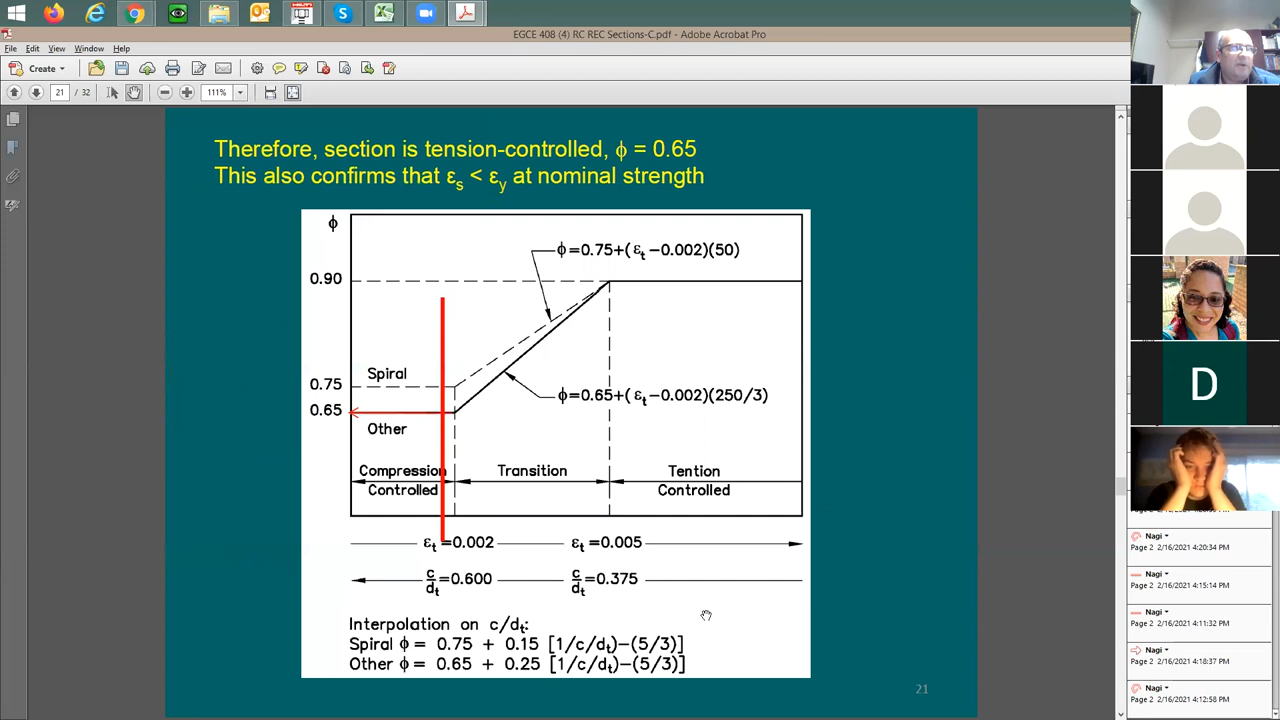 EGCE 408 (4) RC REC Sections-C.pdf - Adobe Acrobat Pro
File Edit View Window Help
Create
21 / 32 111%
Therefore, section is tension-controlled, ϕ = 0.65
This also confirms that εs < εy at nominal strength
ϕ
ϕ=0.75+(εt−0.002)(50)
0.90
Spiral
0.75
ϕ=0.65+(εt−0.002)(250/3)
0.65
Other
Compression Transition Tention
Controlled Controlled
εt=0.002 εt=0.005
c/dt=0.600 c/dt=0.375
Interpolation on c/dt:
Spiral ϕ = 0.75 + 0.15 [1/c/dt)−(5/3)]
Other ϕ = 0.65 + 0.25 [1/c/dt)−(5/3)]
21
D
Nagi
Page 2 2/16/2021 4:20:34 PM
Nagi
Page 2 2/16/2021 4:15:14 PM
Nagi
Page 2 2/16/2021 4:11:32 PM
Nagi
Page 2 2/16/2021 4:18:37 PM
Nagi
Page 2 2/16/2021 4:12:58 PM